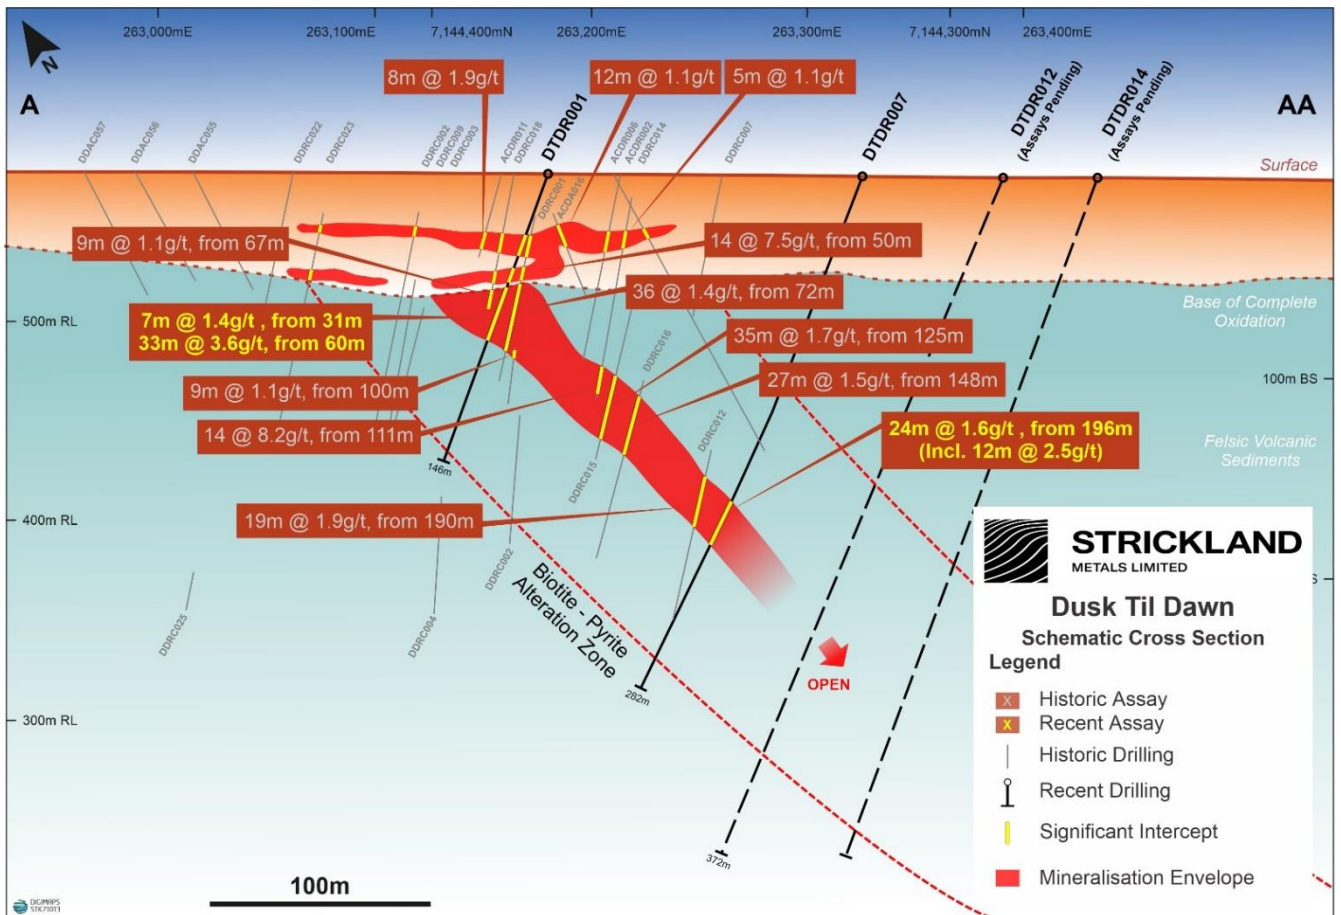 263,000mE
263,100mE
7,144,400mN
263,200mE
263,300mE
7,144,300mN
263,400mE
N
A
AA
8m @ 1.9g/t
12m @ 1.1g/t
5m @ 1.1g/t
DTDR001
DTDR007
DTDR012
(Assays Pending)
DTDR014
(Assays Pending)
DDAC057
DDAC056
DDAC055
DDRC022
DDRC023
DDRC002
DDRC009
DDRC003
ACDR011
DDRC018
DDRC001
ACDA016
ACDR006
ACDR002
DDRC014
DDRC007
Surface
9m @ 1.1g/t, from 67m
14 @ 7.5g/t, from 50m
36 @ 1.4g/t, from 72m
Base of Complete
Oxidation
500m RL
7m @ 1.4g/t , from 31m
33m @ 3.6g/t, from 60m
35m @ 1.7g/t, from 125m
DDRC016
27m @ 1.5g/t, from 148m
100m BS
9m @ 1.1g/t, from 100m
14 @ 8.2g/t, from 111m
DDRC012
24m @ 1.6g/t , from 196m
(Incl. 12m @ 2.5g/t)
Felsic Volcanic
Sediments
146m
DDRC015
19m @ 1.9g/t, from 190m
400m RL
DDRC002
Biotite - Pyrite
Alteration Zone
DDRC025
DDRC004
S
282m
OPEN
300m RL
372m
STRICKLAND
METALS LIMITED
Dusk Til Dawn
Schematic Cross Section
Legend
X Historic Assay
X Recent Assay
Historic Drilling
Recent Drilling
Significant Intercept
Mineralisation Envelope
100m
DIGIMAPS
STK21011